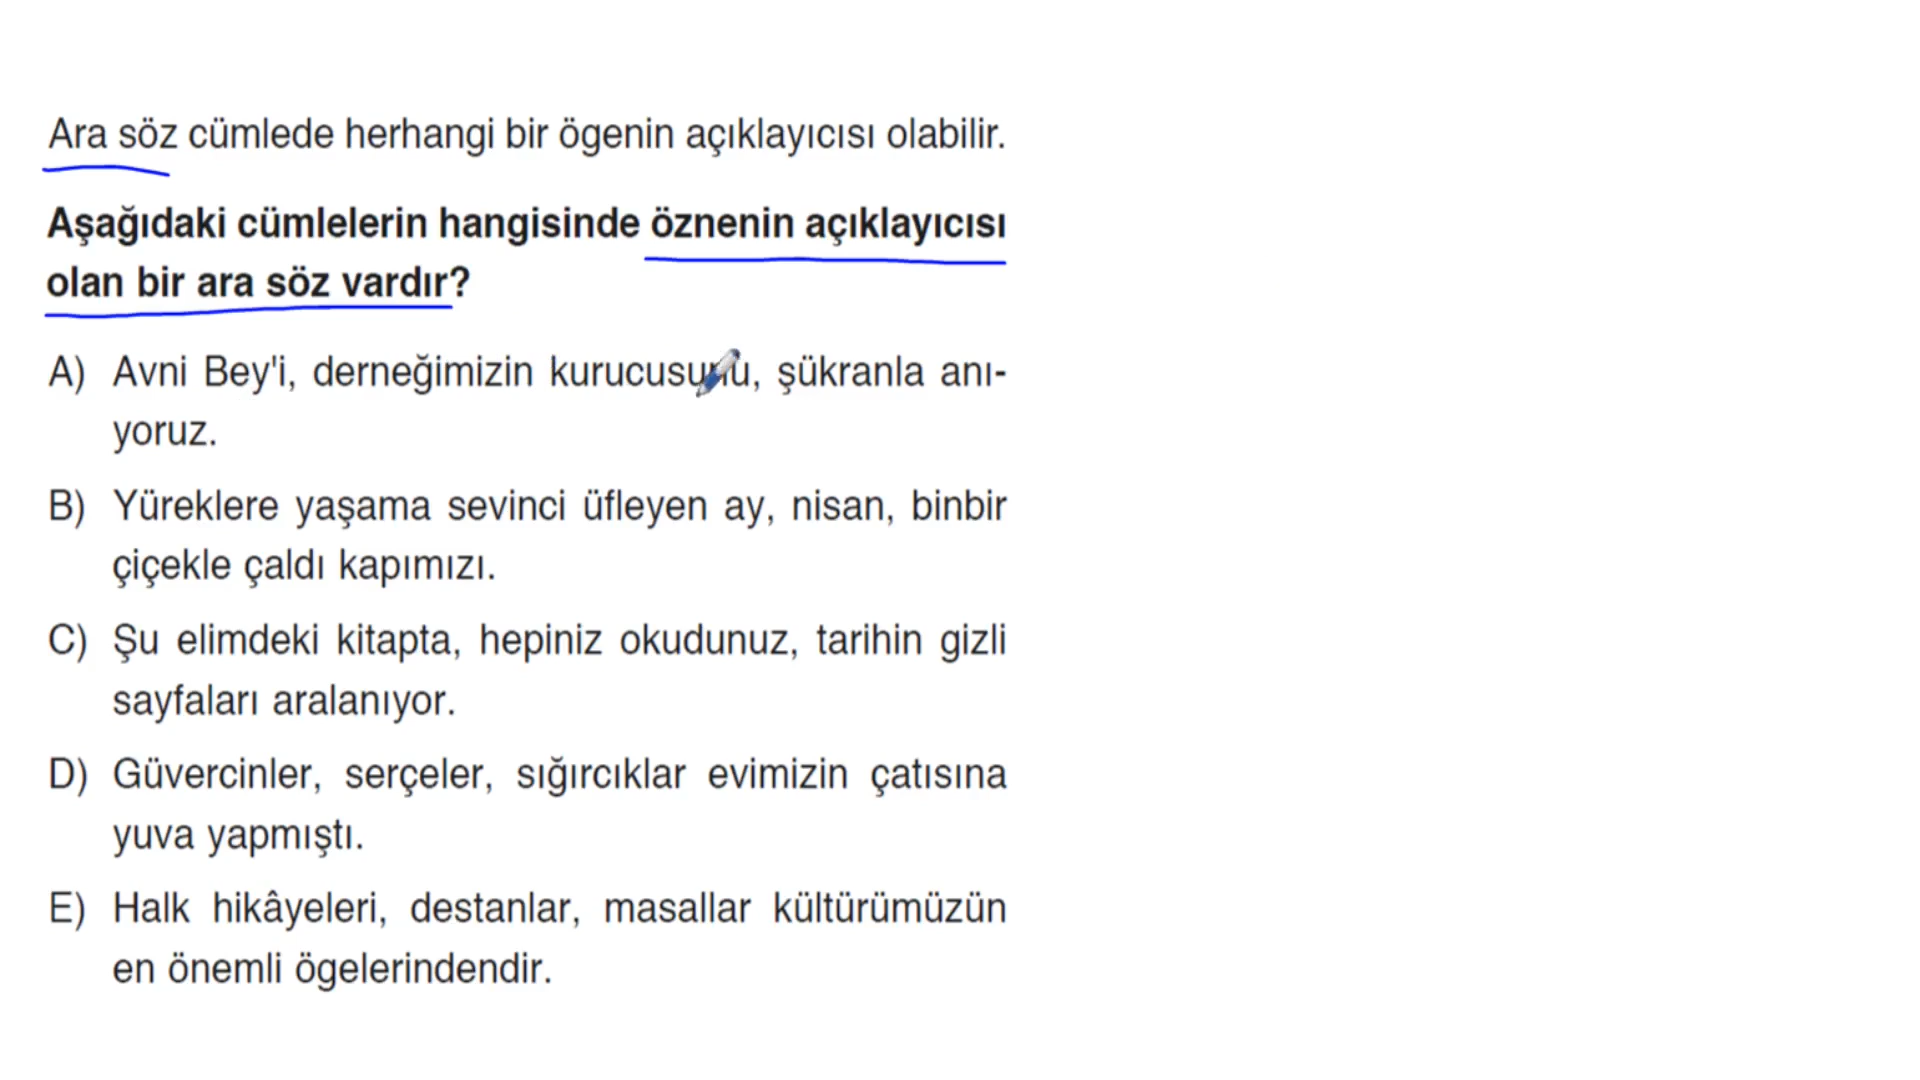 Ara söz cümlede herhangi bir ögenin açıklayıcısı olabilir.
Aşağıdaki cümlelerin hangisinde öznenin açıklayıcısı
olan bir ara söz vardır?
A) Avni Bey'i, derneğimizin kurucusunu, şükranla anı-
yoruz.
B) Yüreklere yaşama sevinci üfleyen ay, nisan, binbir
çiçekle çaldı kapımızı.
C) Şu elimdeki kitapta, hepiniz okudunuz, tarihin gizli
sayfaları aralanıyor.
D) Güvercinler, serçeler, sığırcıklar evimizin çatısına
yuva yapmıştı.
E) Halk hikâyeleri, destanlar, masallar kültürümüzün
en önemli ögelerindendir.